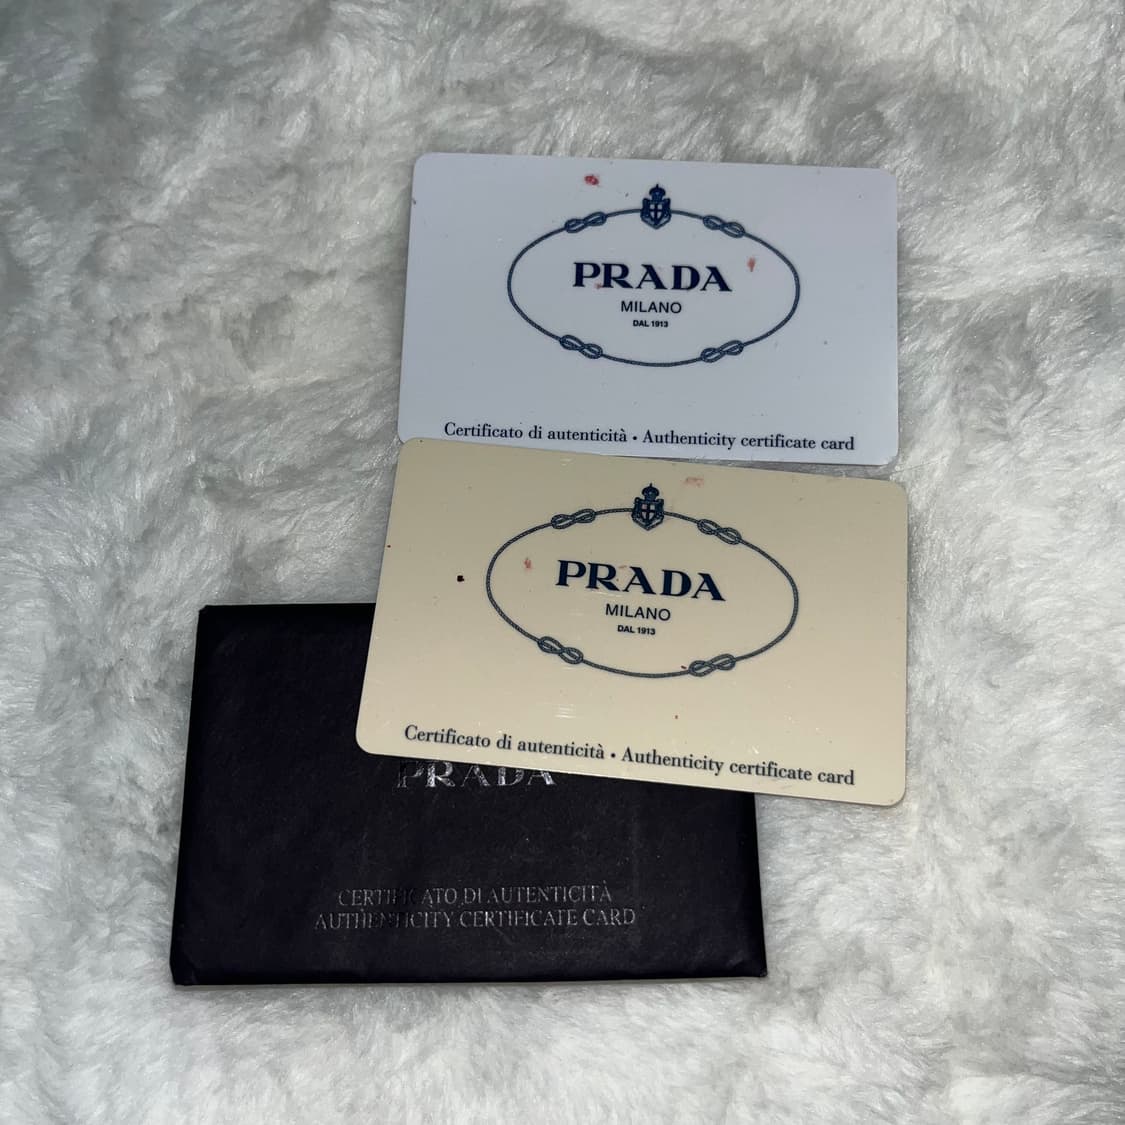 PRADA
MILANO
DAL 1913
Certificato di autenticità • Authenticity certificate card
PRADA
MILANO
DAL 1913
Certificato di autenticità • Authenticity certificate card
PRADA
CERTIFICATO DI AUTENTICITÀ
AUTHENTICITY CERTIFICATE CARD